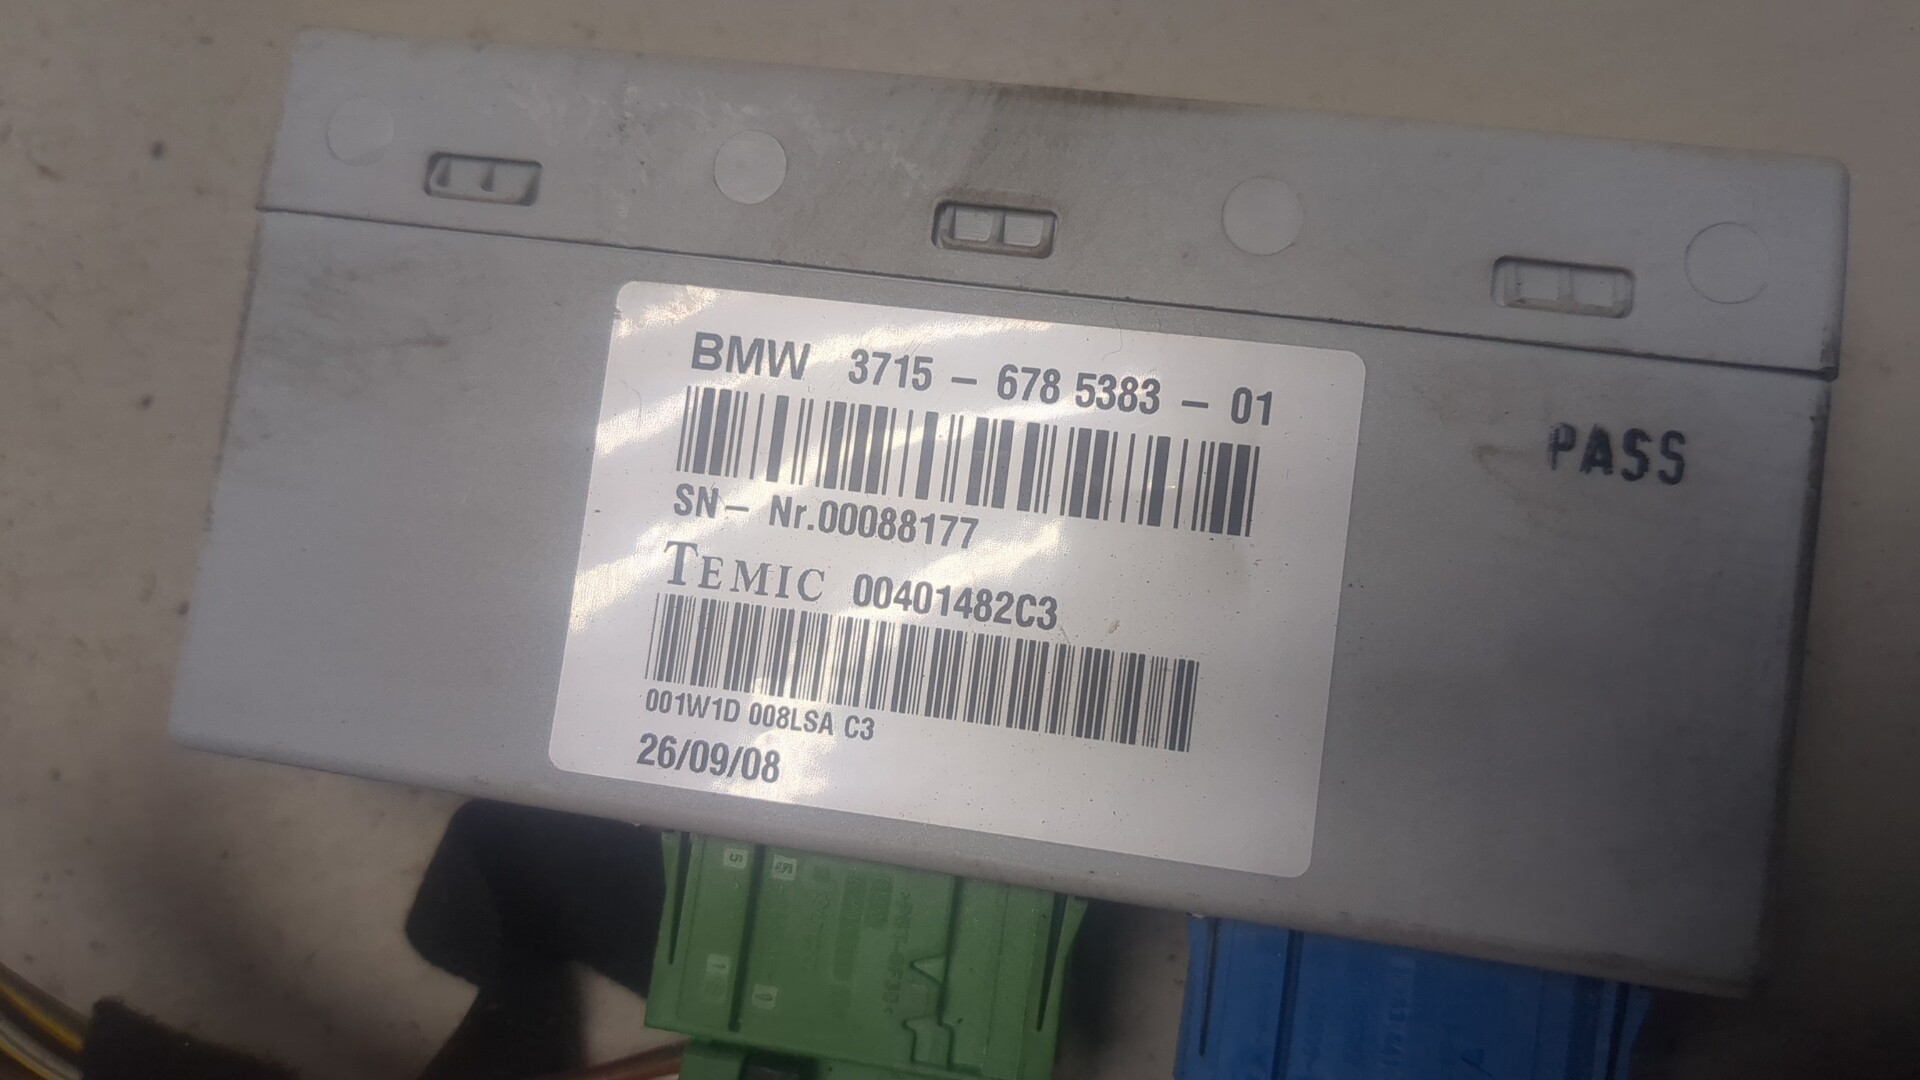 BMW 3715 - 678 5383 - 01
PASS
SN- Nr.00088177
TEMIC 00401482C3
001W1D 008LSA C3
26/09/08